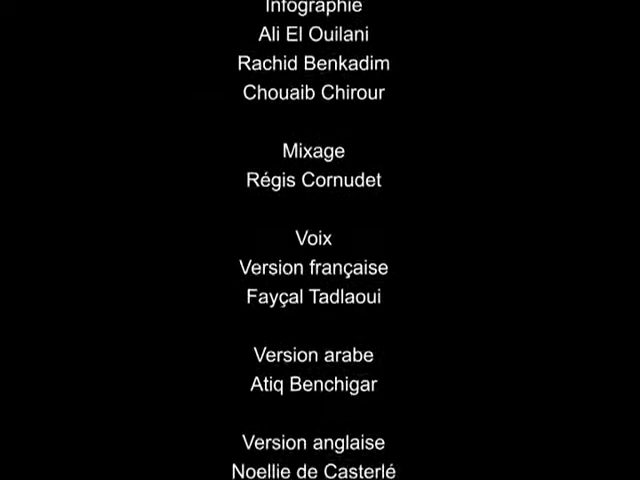 Infographie
Ali El Ouilani
Rachid Benkadim
Chouaib Chirour
Mixage
Régis Cornudet
Voix
Version française
Fayçal Tadlaoui
Version arabe
Atiq Benchigar
Version anglaise
Noellie de Casterlé